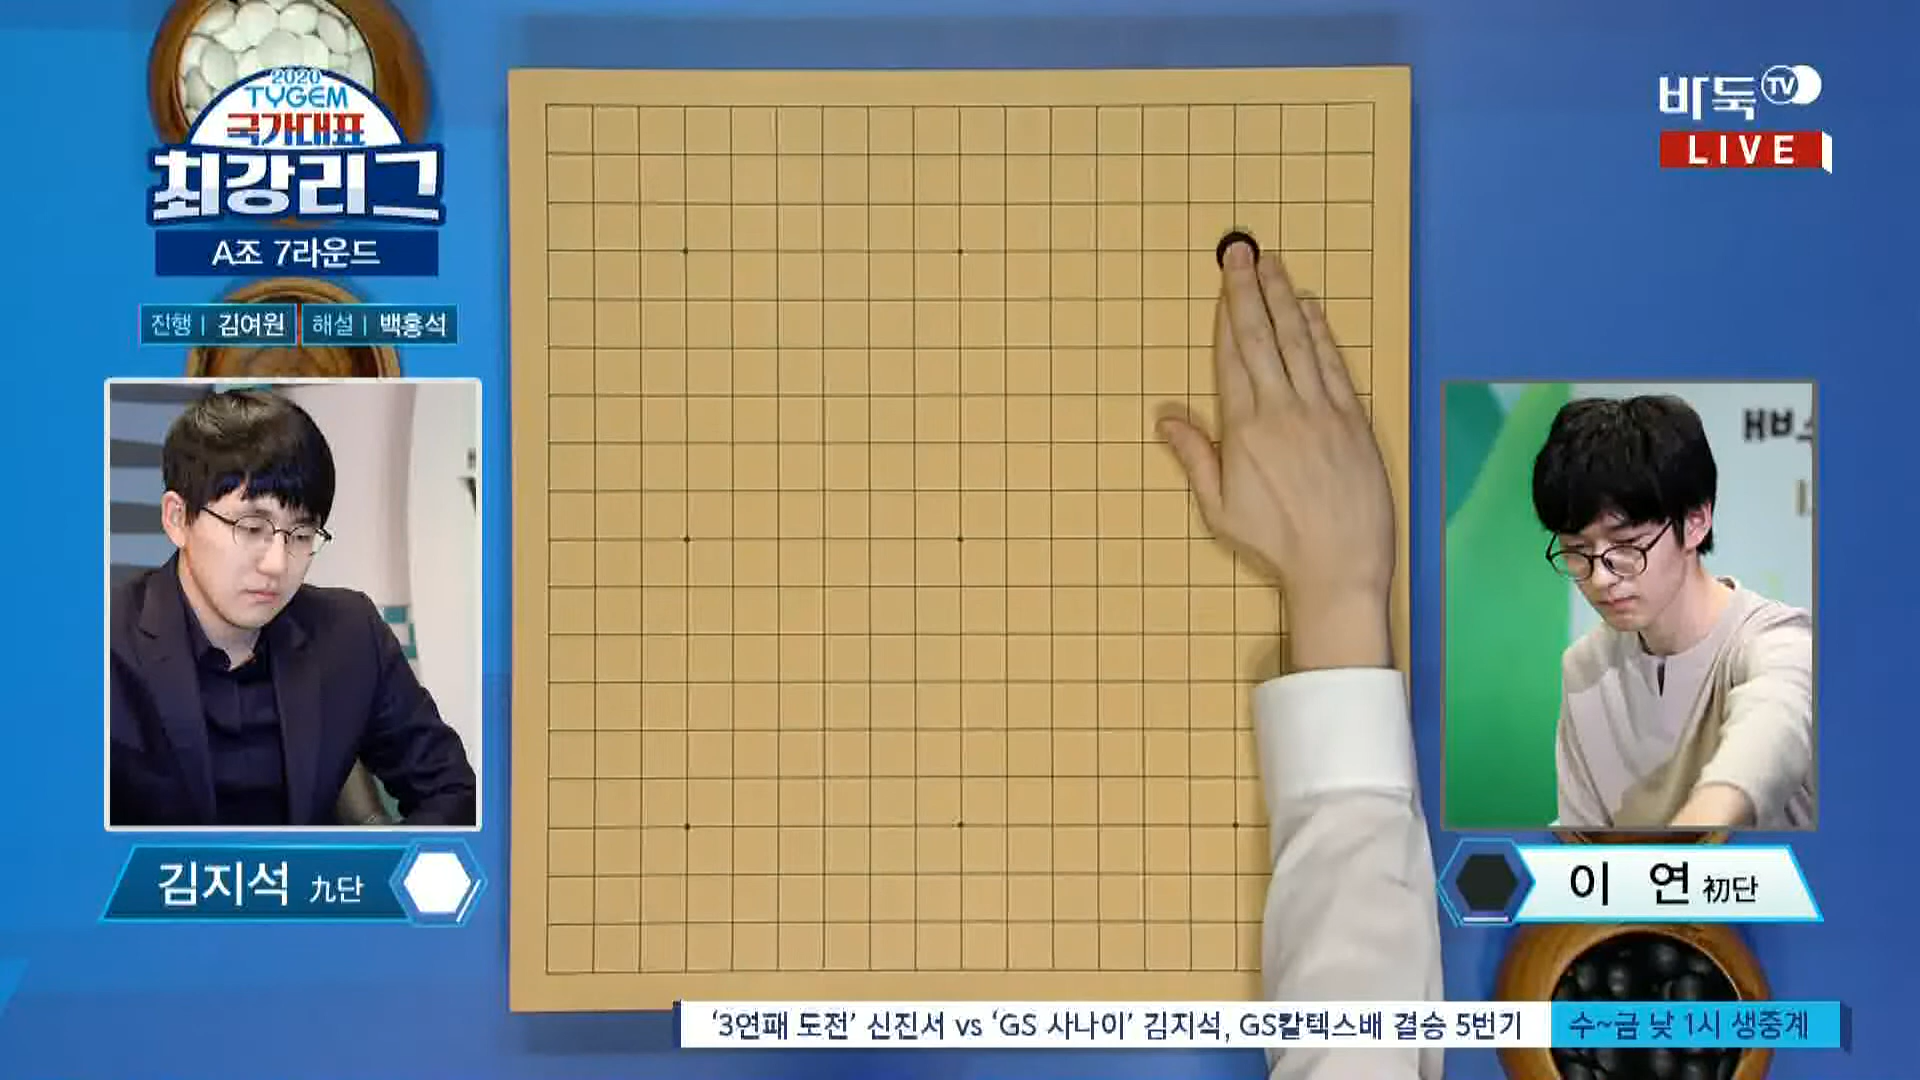 2020
TYGEM
국가대표
최강리그
A조 7라운드
진행 | 김여원
해설 | 백홍석
바둑TV
LIVE
김지석 九단
이 연 初단
'3연패 도전' 신진서 vs 'GS 사나이' 김지석, GS칼텍스배 결승 5번기
수~금 낮 1시 생중계